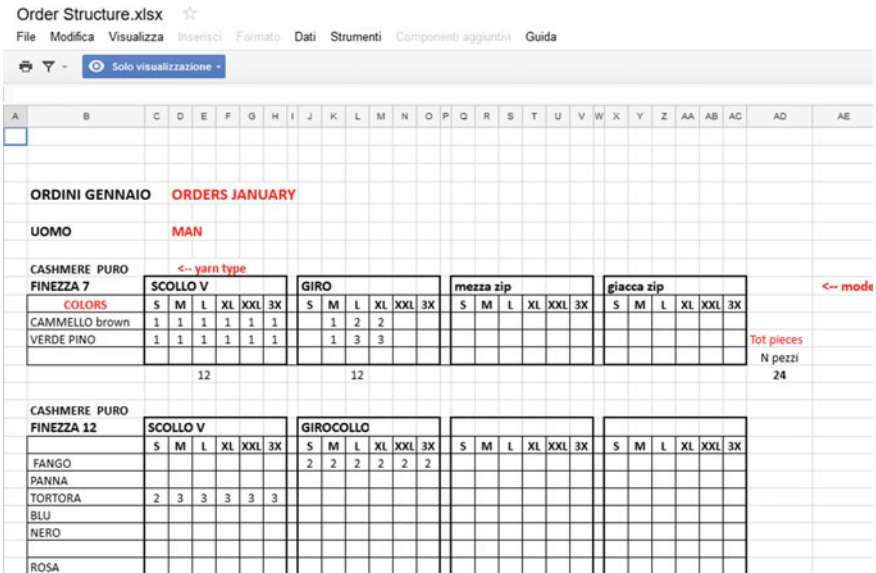 Order Structure.xlsx
File Modifica Visualizza Inserisci Formato Dati Strumenti Componenti aggiuntivi Guida
Solo visualizzazione
A B C D E F G H I J K L M N O P Q R S T U V W X Y Z AA AB AC AD AE
ORDINI GENNAIO ORDERS JANUARY
UOMO MAN
CASHMERE PURO <-- yarn type
FINEZZA 7 SCOLLO V GIRO mezza zip giacca zip <-- mode
COLORS S M L XL XXL 3X S M L XL XXL 3X S M L XL XXL 3X S M L XL XXL 3X
CAMMELLO brown 1 1 1 1 1 1 1 2 2
VERDE PINO 1 1 1 1 1 1 1 3 3 Tot pieces
N pezzi
12 12 24
CASHMERE PURO
FINEZZA 12 SCOLLO V GIROCOLLO
S M L XL XXL 3X S M L XL XXL 3X S M L XL XXL 3X S M L XL XXL 3X
FANGO 2 2 2 2 2 2
PANNA
TORTORA 2 3 3 3 3 3
BLU
NERO
ROSA